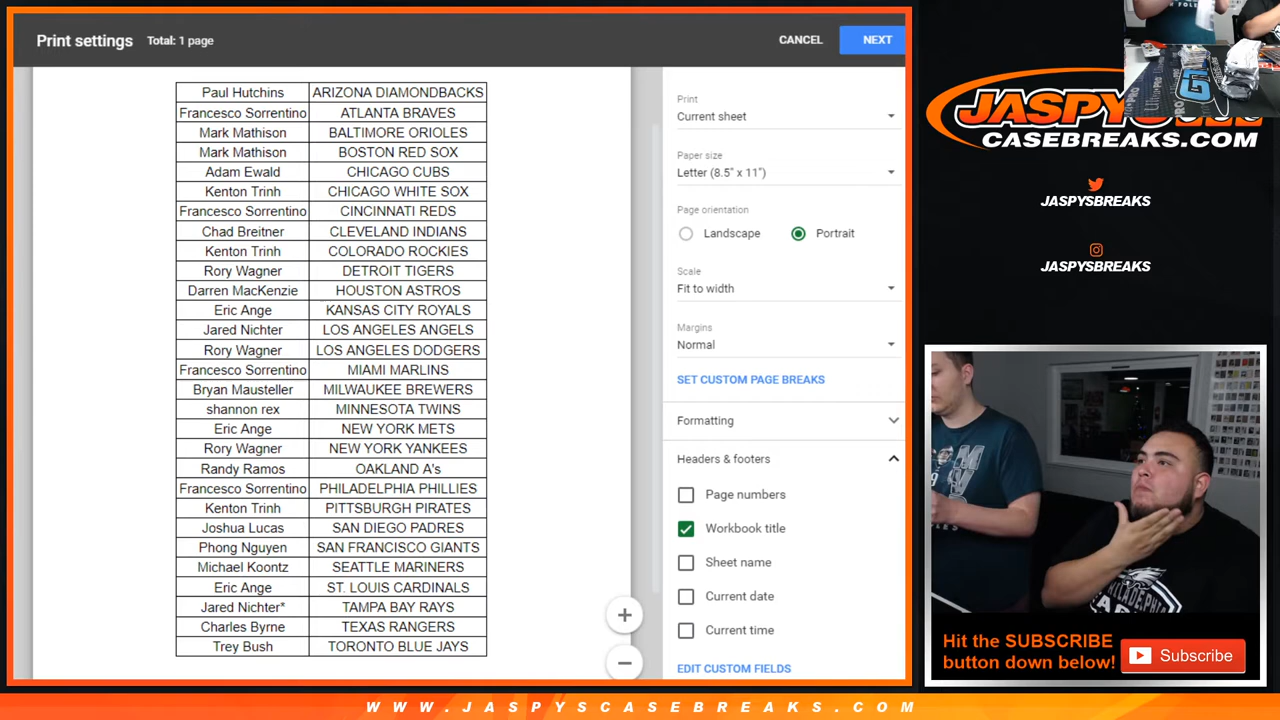 Print settings Total: 1 page CANCEL NEXT
Paul Hutchins ARIZONA DIAMONDBACKS
Francesco Sorrentino ATLANTA BRAVES
Mark Mathison BALTIMORE ORIOLES
Mark Mathison BOSTON RED SOX
Adam Ewald CHICAGO CUBS
Kenton Trinh CHICAGO WHITE SOX
Francesco Sorrentino CINCINNATI REDS
Chad Breitner CLEVELAND INDIANS
Kenton Trinh COLORADO ROCKIES
Rory Wagner DETROIT TIGERS
Darren MacKenzie HOUSTON ASTROS
Eric Ange KANSAS CITY ROYALS
Jared Nichter LOS ANGELES ANGELS
Rory Wagner LOS ANGELES DODGERS
Francesco Sorrentino MIAMI MARLINS
Bryan Mausteller MILWAUKEE BREWERS
shannon rex MINNESOTA TWINS
Eric Ange NEW YORK METS
Rory Wagner NEW YORK YANKEES
Randy Ramos OAKLAND A's
Francesco Sorrentino PHILADELPHIA PHILLIES
Kenton Trinh PITTSBURGH PIRATES
Joshua Lucas SAN DIEGO PADRES
Phong Nguyen SAN FRANCISCO GIANTS
Michael Koontz SEATTLE MARINERS
Eric Ange ST. LOUIS CARDINALS
Jared Nichter* TAMPA BAY RAYS
Charles Byrne TEXAS RANGERS
Trey Bush TORONTO BLUE JAYS
Print
Current sheet
Paper size
Letter (8.5" x 11")
Page orientation
Landscape Portrait
Scale
Fit to width
Margins
Normal
SET CUSTOM PAGE BREAKS
Formatting
Headers & footers
Page numbers
Workbook title
Sheet name
Current date
Current time
EDIT CUSTOM FIELDS
CASEBREAKS.COM
JASPYSBREAKS
JASPYSBREAKS
Hit the SUBSCRIBE
button down below!
Subscribe
WWW.JASPYSCASEBREAKS.COM